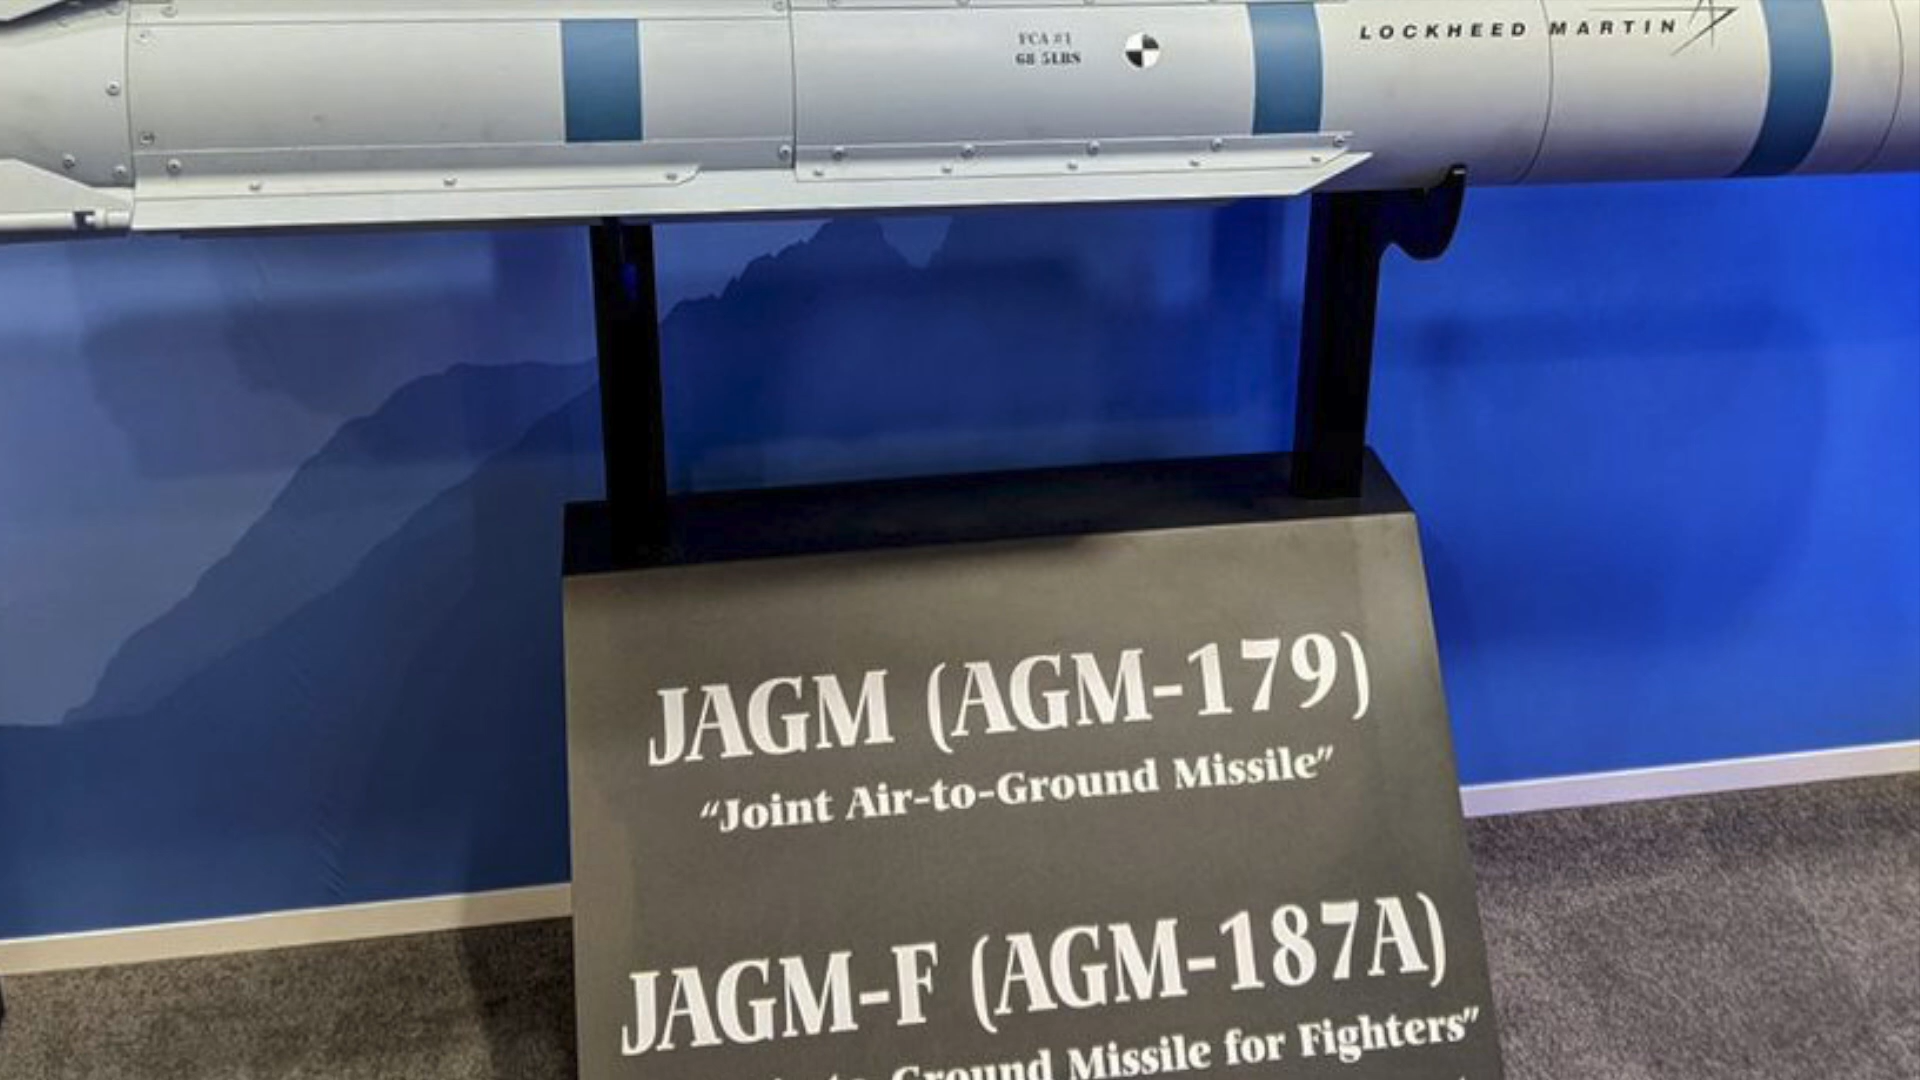 FCA #1
68 5LBS
LOCKHEED MARTIN
JAGM (AGM-179)
“Joint Air-to-Ground Missile”
JAGM-F (AGM-187A)
Ground Missile for Fighters”